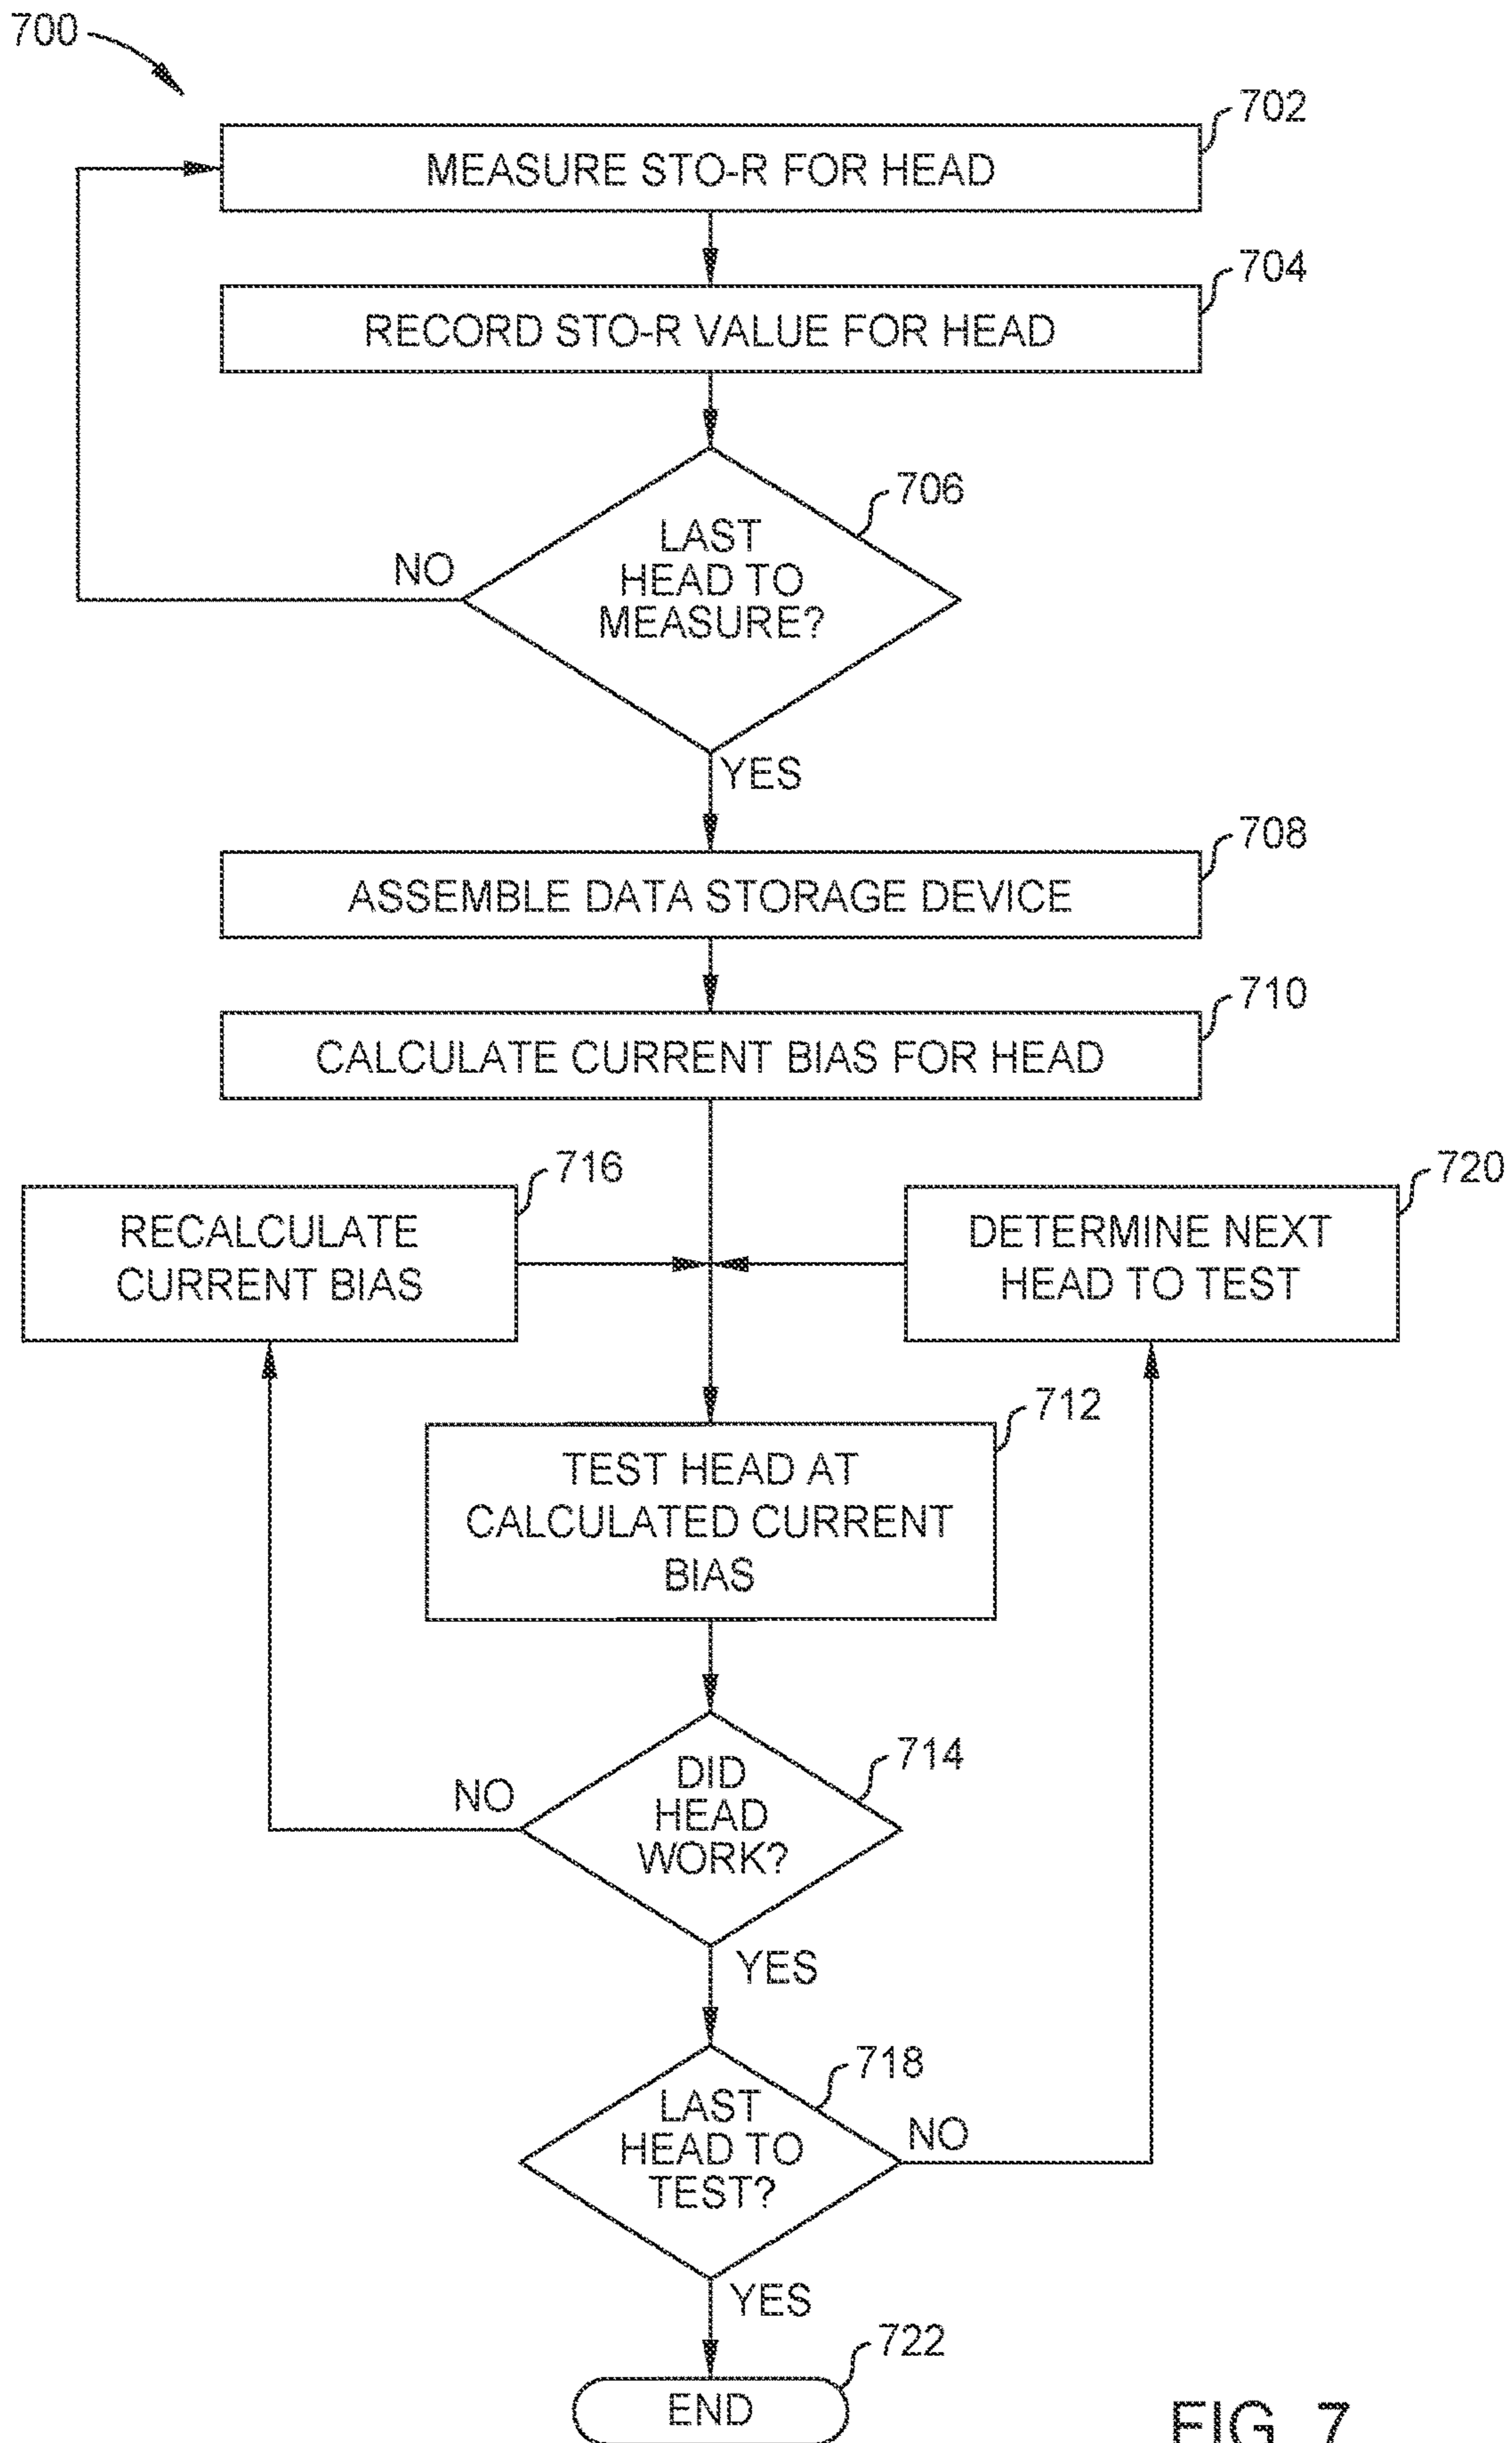 700
702
MEASURE STO-R FOR HEAD
704
RECORD STO-R VALUE FOR HEAD
706
LAST
HEAD TO
MEASURE?
NO
YES
708
ASSEMBLE DATA STORAGE DEVICE
710
CALCULATE CURRENT BIAS FOR HEAD
716
RECALCULATE
CURRENT BIAS
720
DETERMINE NEXT
HEAD TO TEST
712
TEST HEAD AT
CALCULATED CURRENT
BIAS
714
DID
HEAD
WORK?
NO
YES
718
LAST
HEAD TO
TEST?
NO
YES
722
END
FIG. 7